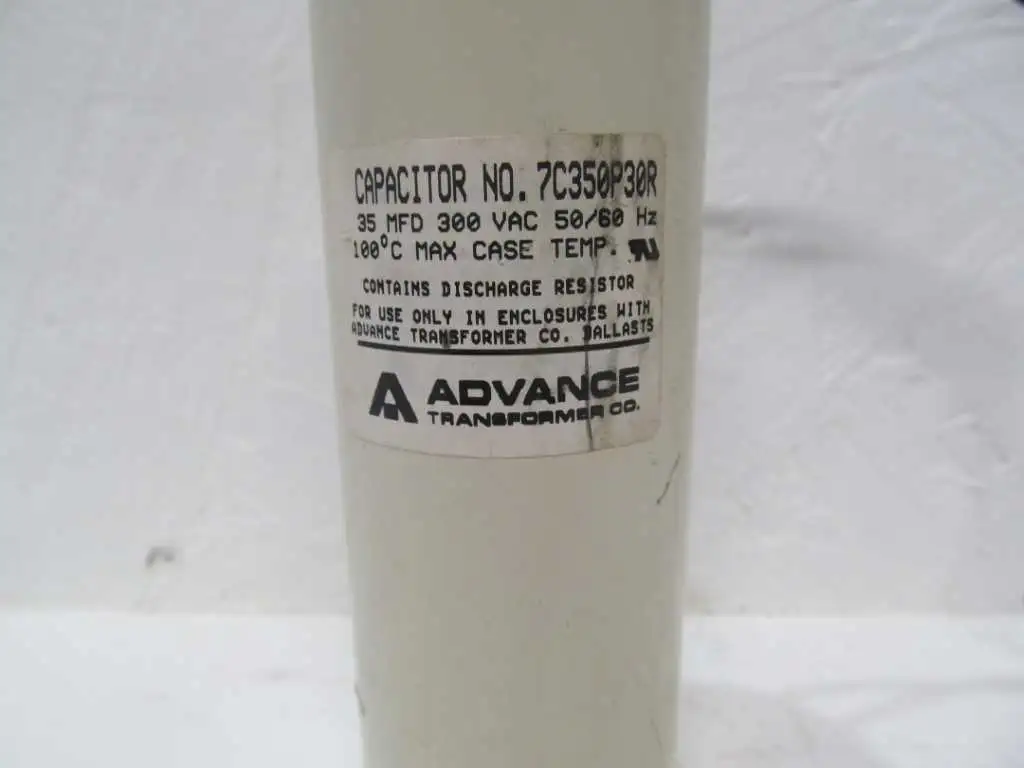 CAPACITOR NO. 7C350P30R
35 MFD 300 VAC 50/60 Hz
100°C MAX CASE TEMP.
CONTAINS DISCHARGE RESISTOR
FOR USE ONLY IN ENCLOSURES WITH
ADVANCE TRANSFORMER CO. BALLASTS
ADVANCE
TRANSFORMER CO.